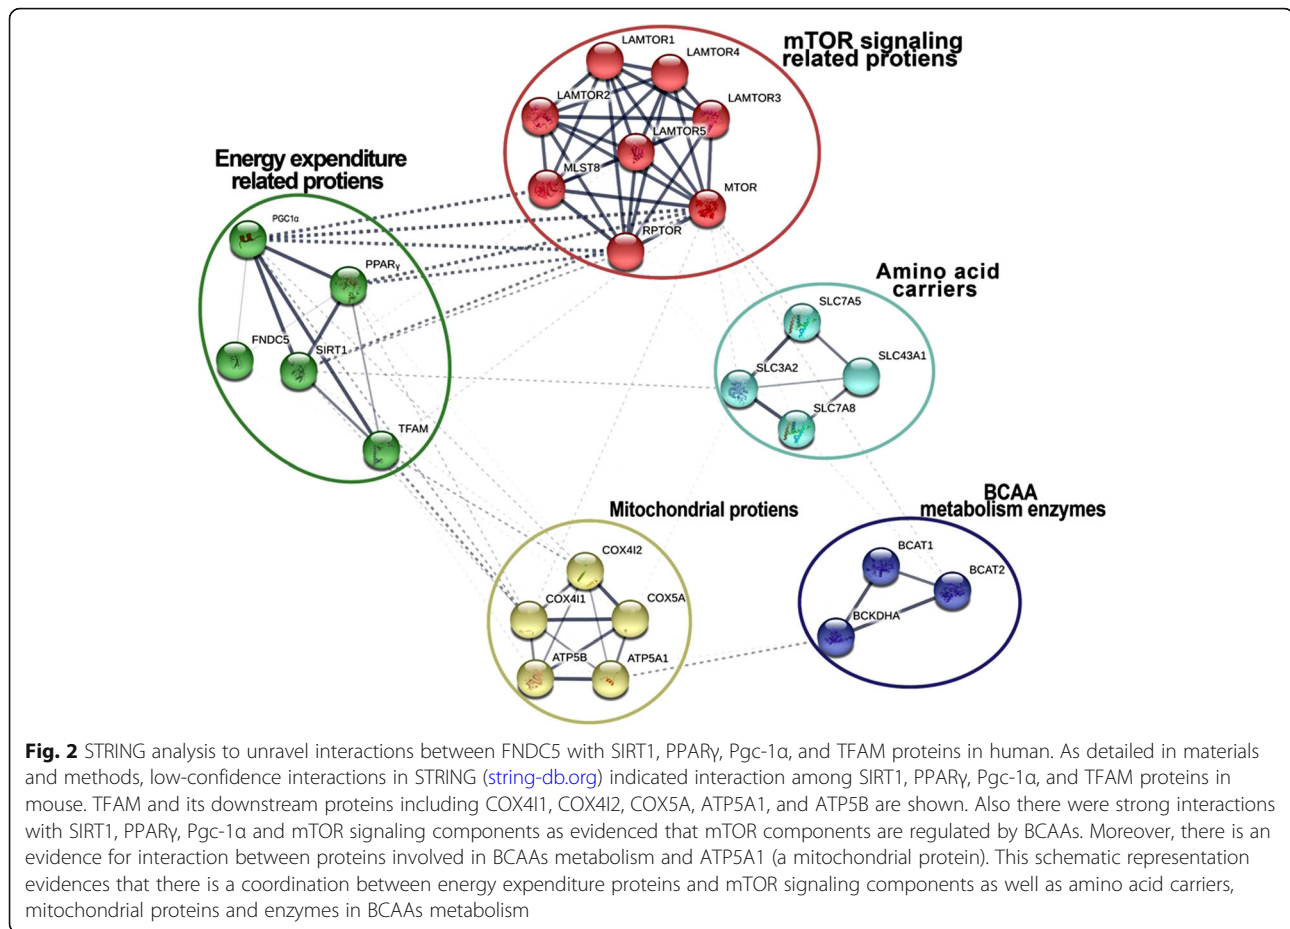 mTOR signaling
related protiens
LAMTOR1
LAMTOR4
LAMTOR2
LAMTOR3
LAMTOR5
MLST8
MTOR
RPTOR
Energy expenditure
related protiens
PGC1α
PPARγ
FNDC5
SIRT1
TFAM
Amino acid
carriers
SLC7A5
SLC43A1
SLC3A2
SLC7A8
Mitochondrial protiens
COX4I2
COX4I1
COX5A
ATP5B
ATP5A1
BCAA
metabolism enzymes
BCAT1
BCAT2
BCKDHA
Fig. 2 STRING analysis to unravel interactions between FNDC5 with SIRT1, PPARγ, Pgc-1α, and TFAM proteins in human. As detailed in materials
and methods, low-confidence interactions in STRING (string-db.org) indicated interaction among SIRT1, PPARγ, Pgc-1α, and TFAM proteins in
mouse. TFAM and its downstream proteins including COX4I1, COX4I2, COX5A, ATP5A1, and ATP5B are shown. Also there were strong interactions
with SIRT1, PPARγ, Pgc-1α and mTOR signaling components as evidenced that mTOR components are regulated by BCAAs. Moreover, there is an
evidence for interaction between proteins involved in BCAAs metabolism and ATP5A1 (a mitochondrial protein). This schematic representation
evidences that there is a coordination between energy expenditure proteins and mTOR signaling components as well as amino acid carriers,
mitochondrial proteins and enzymes in BCAAs metabolism